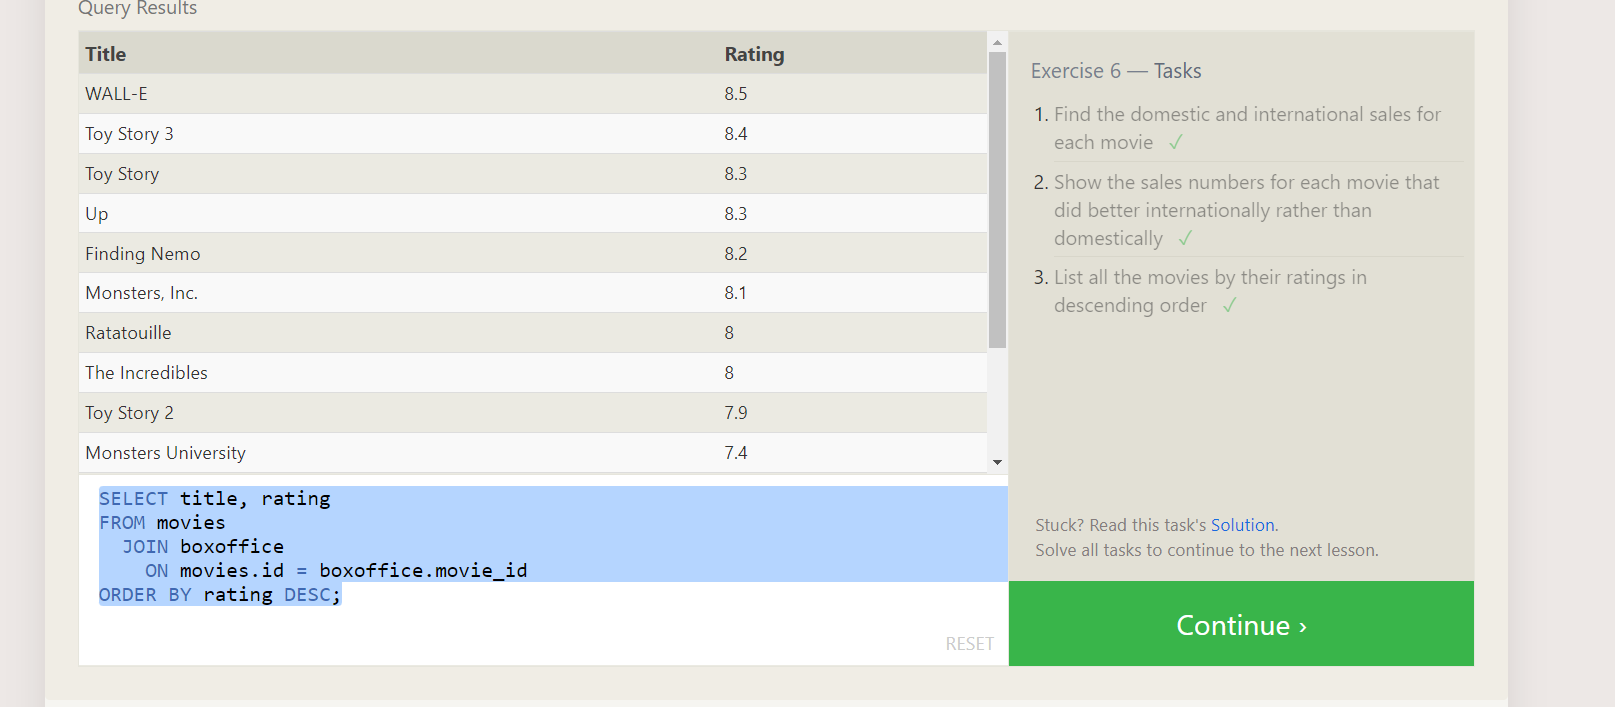 Query Results
Title Rating
WALL-E 8.5
Toy Story 3 8.4
Toy Story 8.3
Up 8.3
Finding Nemo 8.2
Monsters, Inc. 8.1
Ratatouille 8
The Incredibles 8
Toy Story 2 7.9
Monsters University 7.4
SELECT title, rating
FROM movies
JOIN boxoffice
ON movies.id = boxoffice.movie_id
ORDER BY rating DESC;
RESET
Exercise 6 — Tasks
1. Find the domestic and international sales for
each movie ✓
2. Show the sales numbers for each movie that
did better internationally rather than
domestically ✓
3. List all the movies by their ratings in
descending order ✓
Stuck? Read this task's Solution.
Solve all tasks to continue to the next lesson.
Continue ›